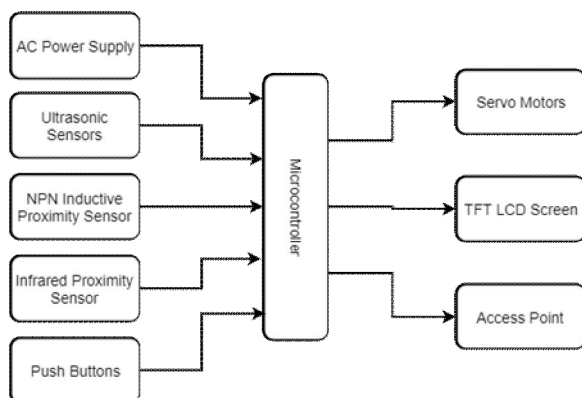 AC Power Supply
Ultrasonic
Sensors
NPN Inductive
Proximity Sensor
Infrared Proximity
Sensor
Push Buttons
Microcontroller
Servo Motors
TFT LCD Screen
Access Point